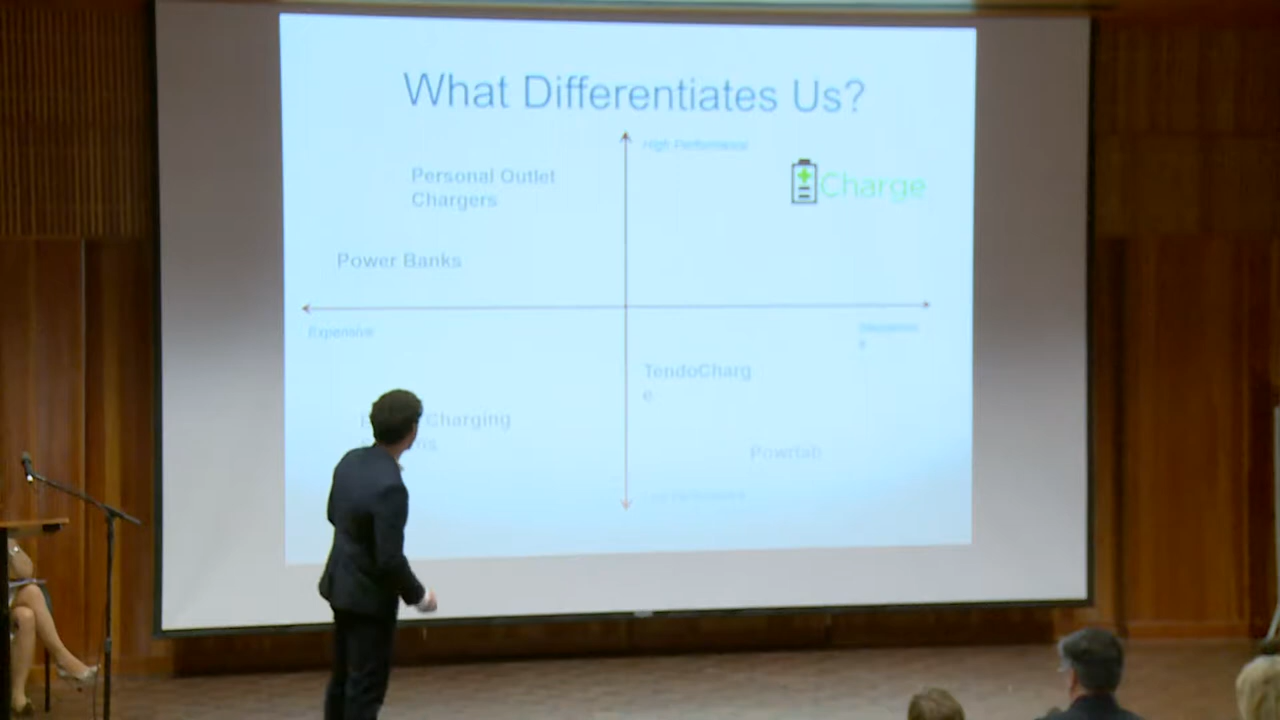 What Differentiates Us?
High Performance
Personal Outlet
Chargers
Charge
Power Banks
Expensive
TendoCharg
e
Charging
Powrtab